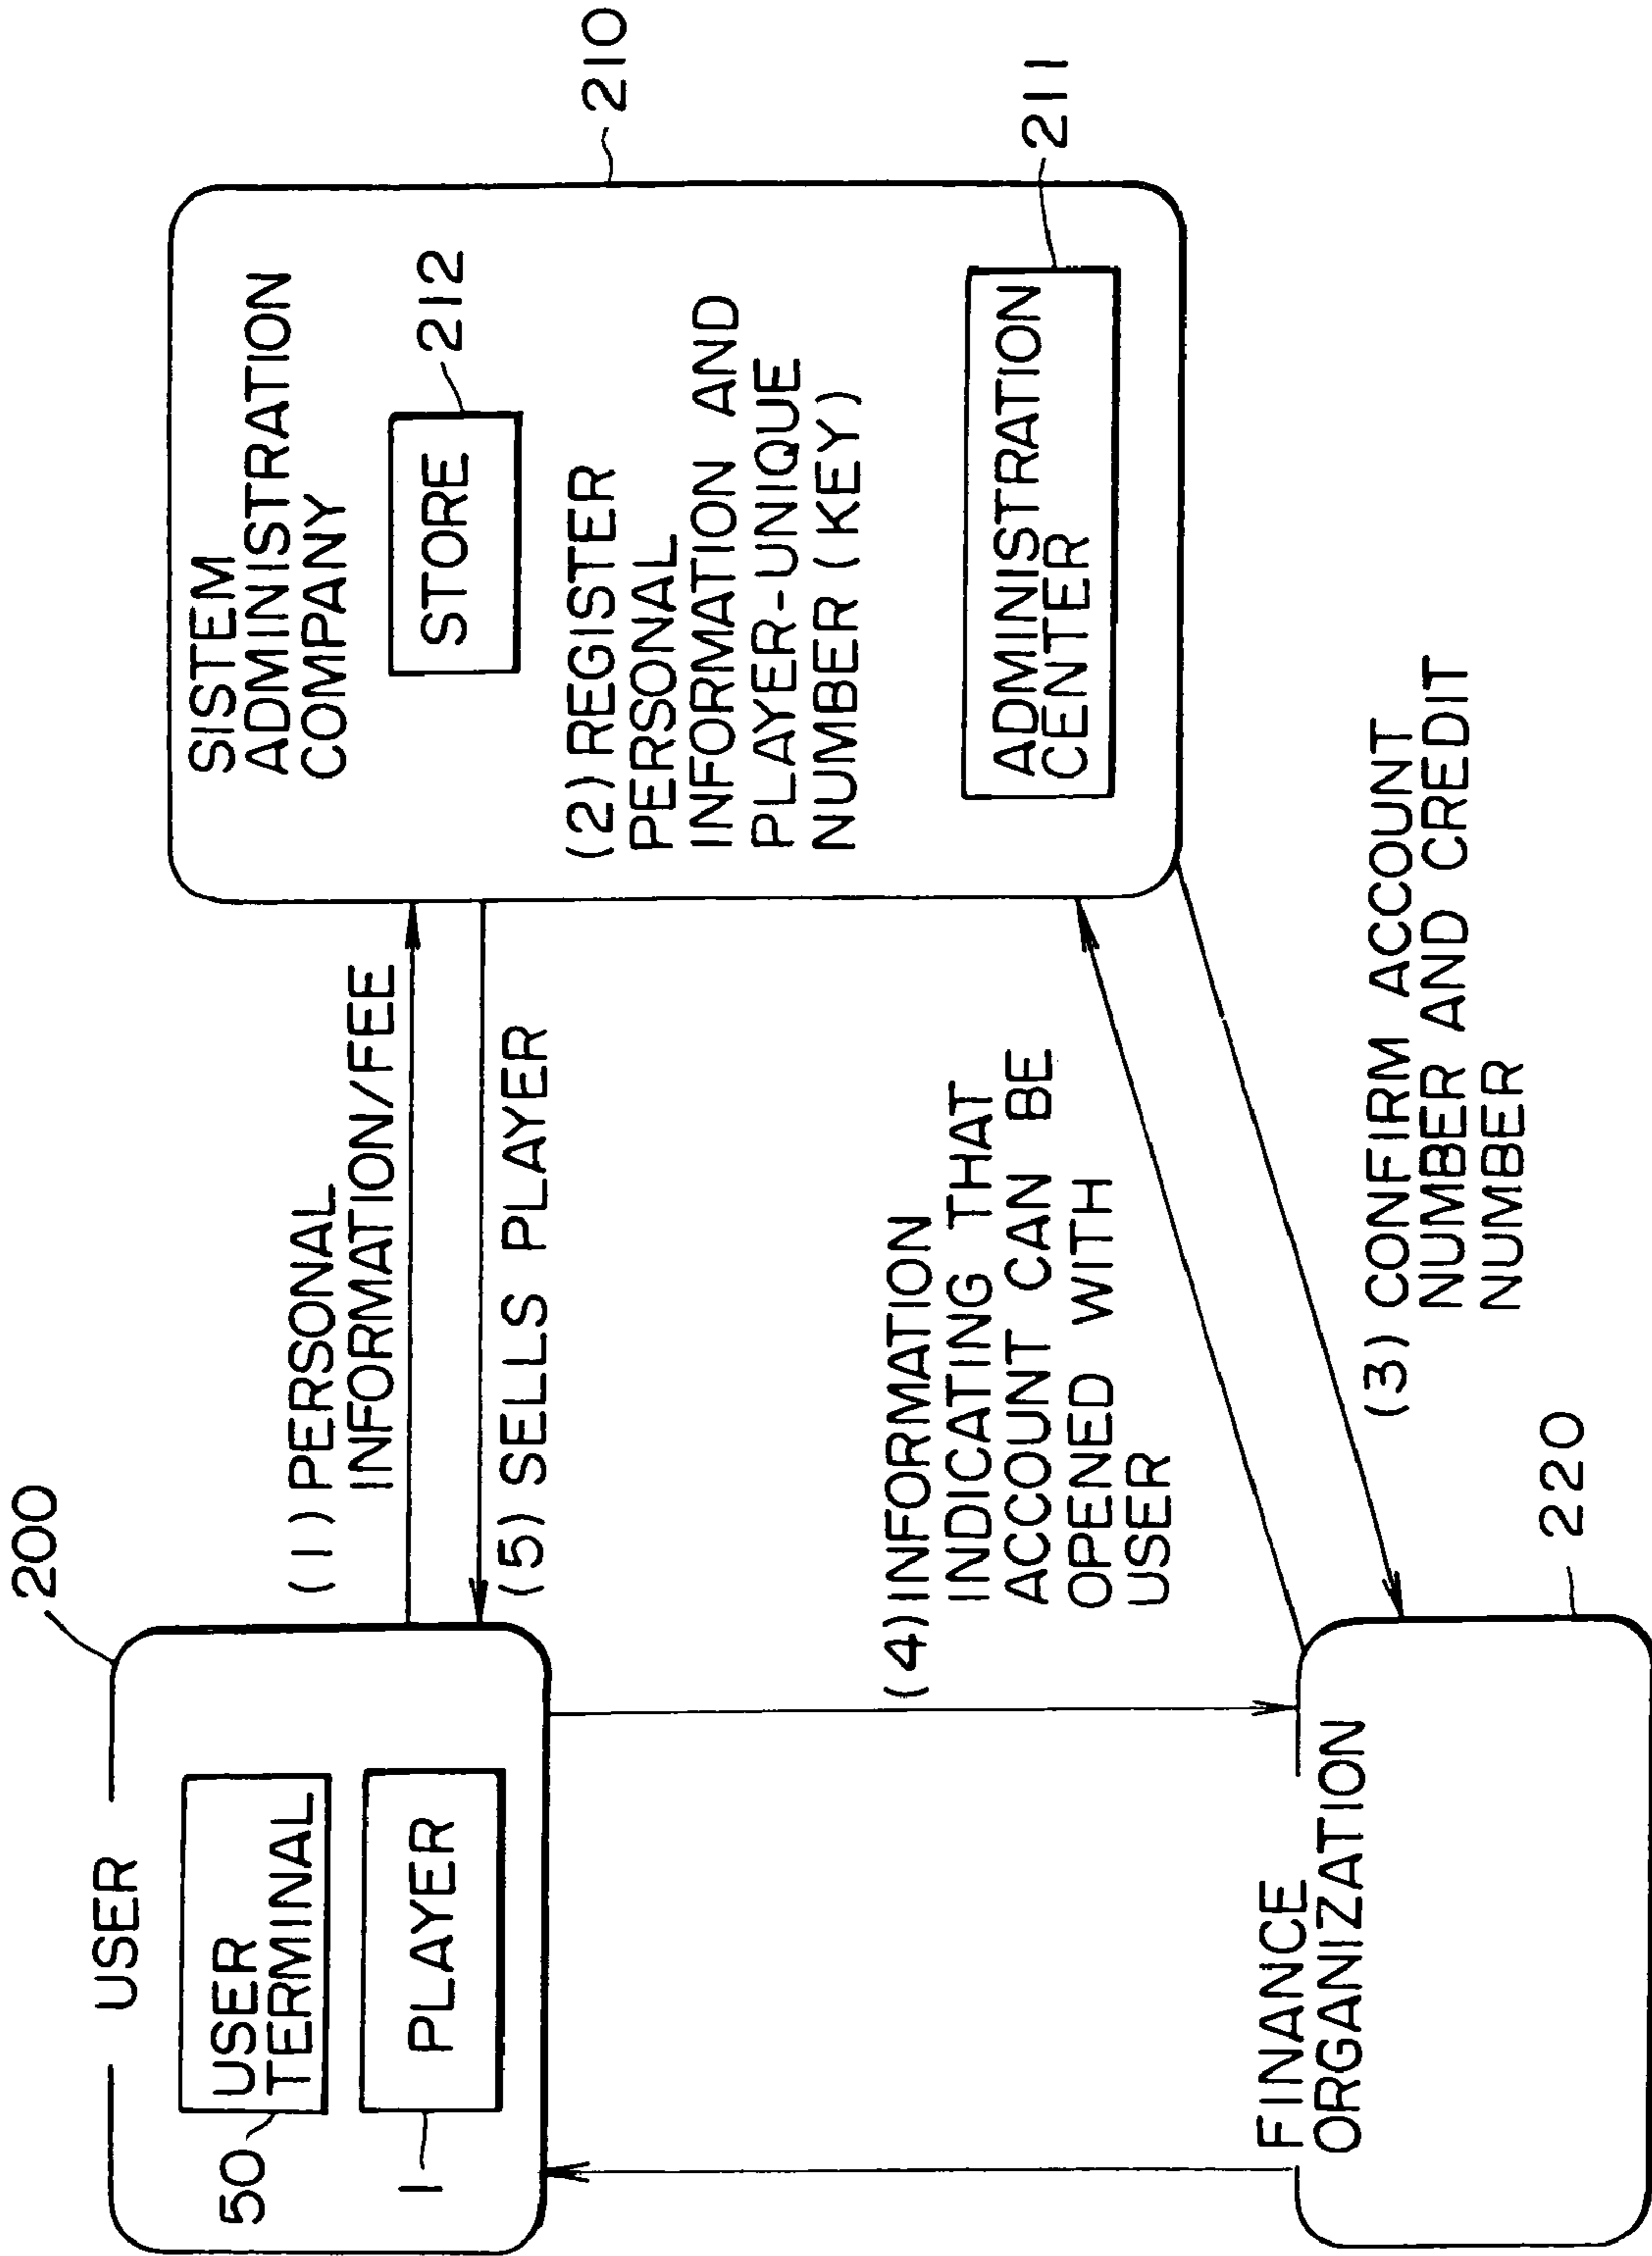 200
USER
50
USER
TERMINAL
1
PLAYER
(1) PERSONAL
INFORMATION/FEE
(5) SELLS PLAYER
SISTEM
ADMINISTRATION
COMPANY
210
STORE
212
(2) REGISTER
PERSONAL
INFORMATION AND
PLAYER-UNIQUE
NUMBER (KEY)
ADMINISTRATION
CENTER
211
(4) INFORMATION
INDICATING THAT
ACCOUNT CAN BE
OPENED WITH
USER
(3) CONFIRM ACCOUNT
NUMBER AND CREDIT
NUMBER
FINANCE
ORGANIZATION
220